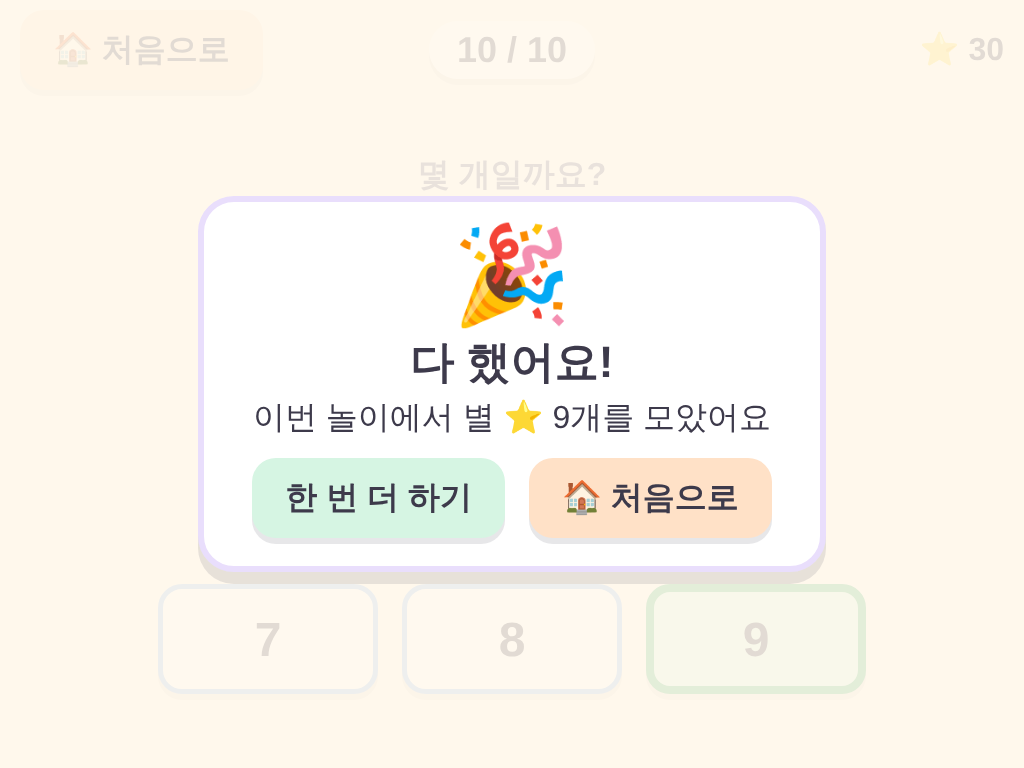 처음으로
10 / 10
30
몇 개일까요?
다 했어요!
이번 놀이에서 별 ⭐ 9개를 모았어요
한 번 더 하기
처음으로
7
8
9